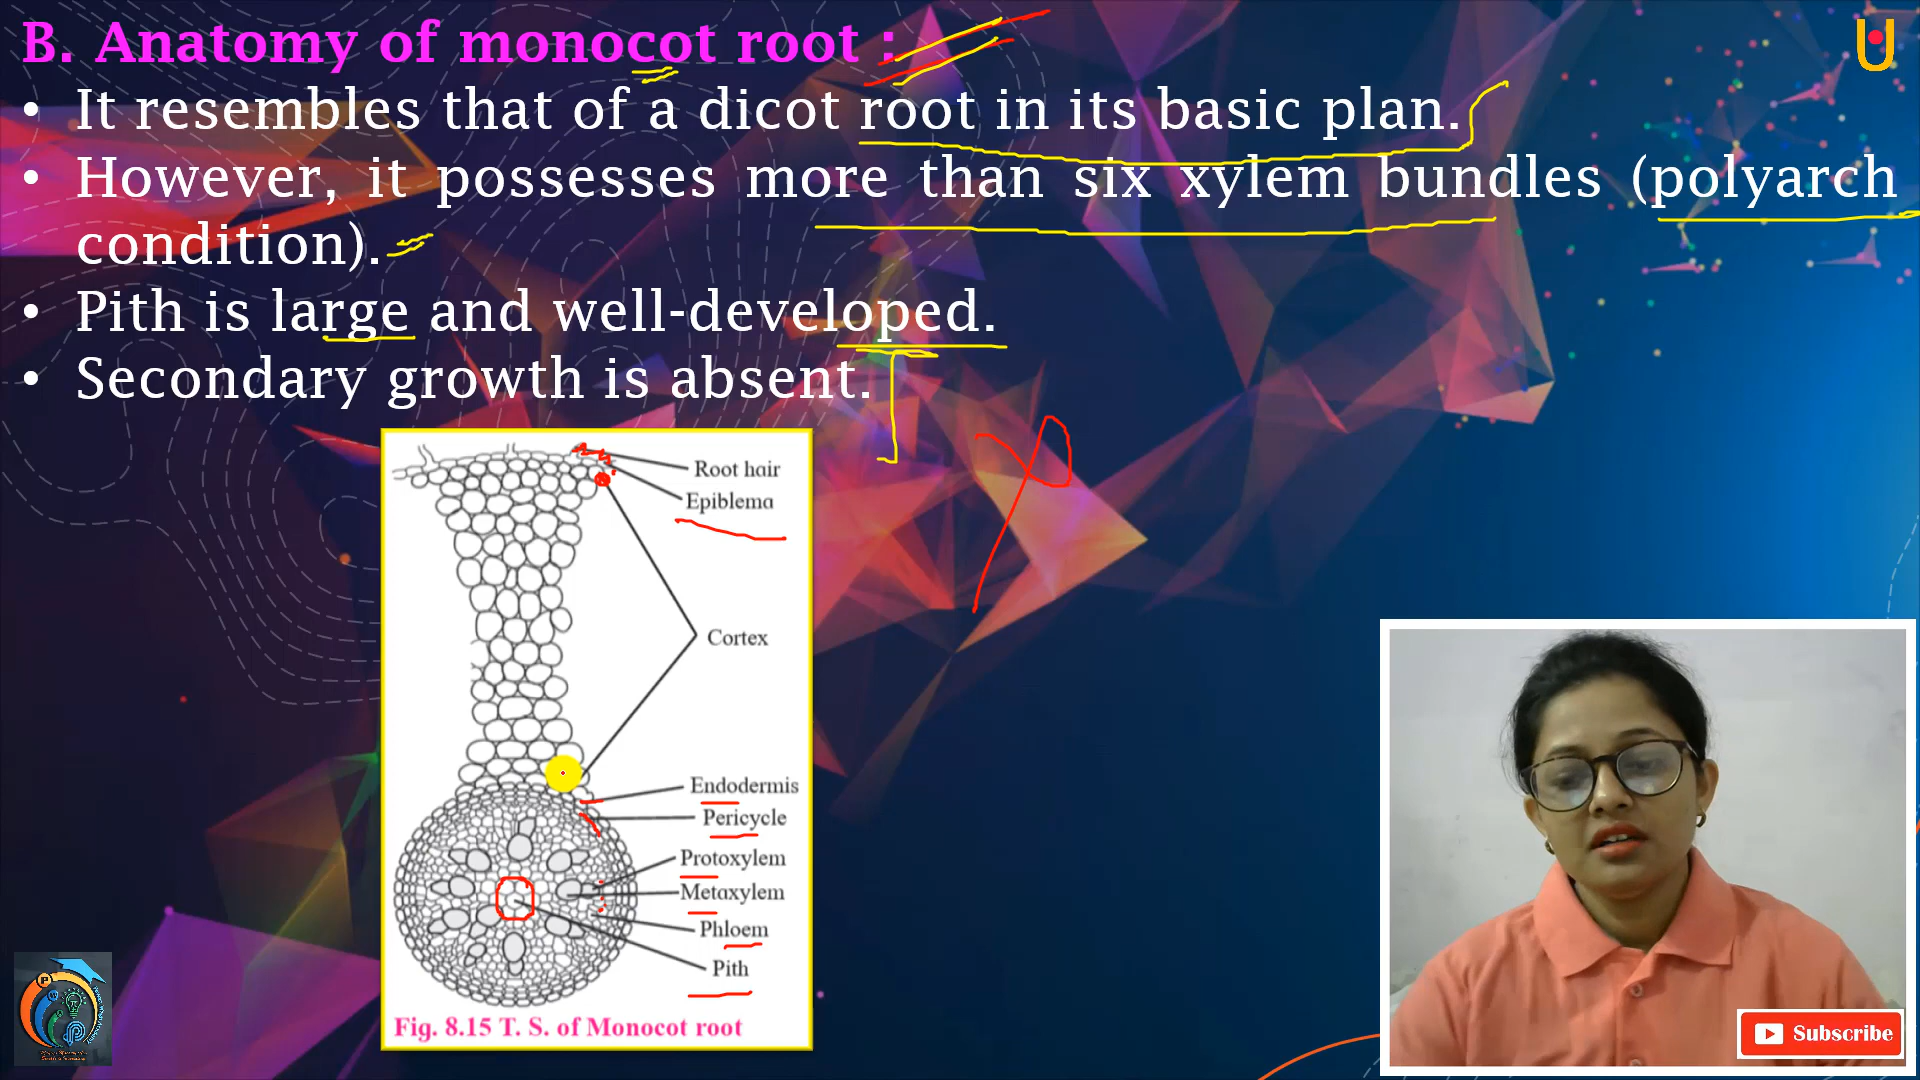 B. Anatomy of monocot root :
• It resembles that of a dicot root in its basic plan.
• However, it possesses more than six xylem bundles (polyarch
condition).
• Pith is large and well-developed.
• Secondary growth is absent.
Root hair
Epiblema
Cortex
Endodermis
Pericycle
Protoxylem
Metaxylem
Phloem
Pith
Fig. 8.15 T. S. of Monocot root
Subscribe